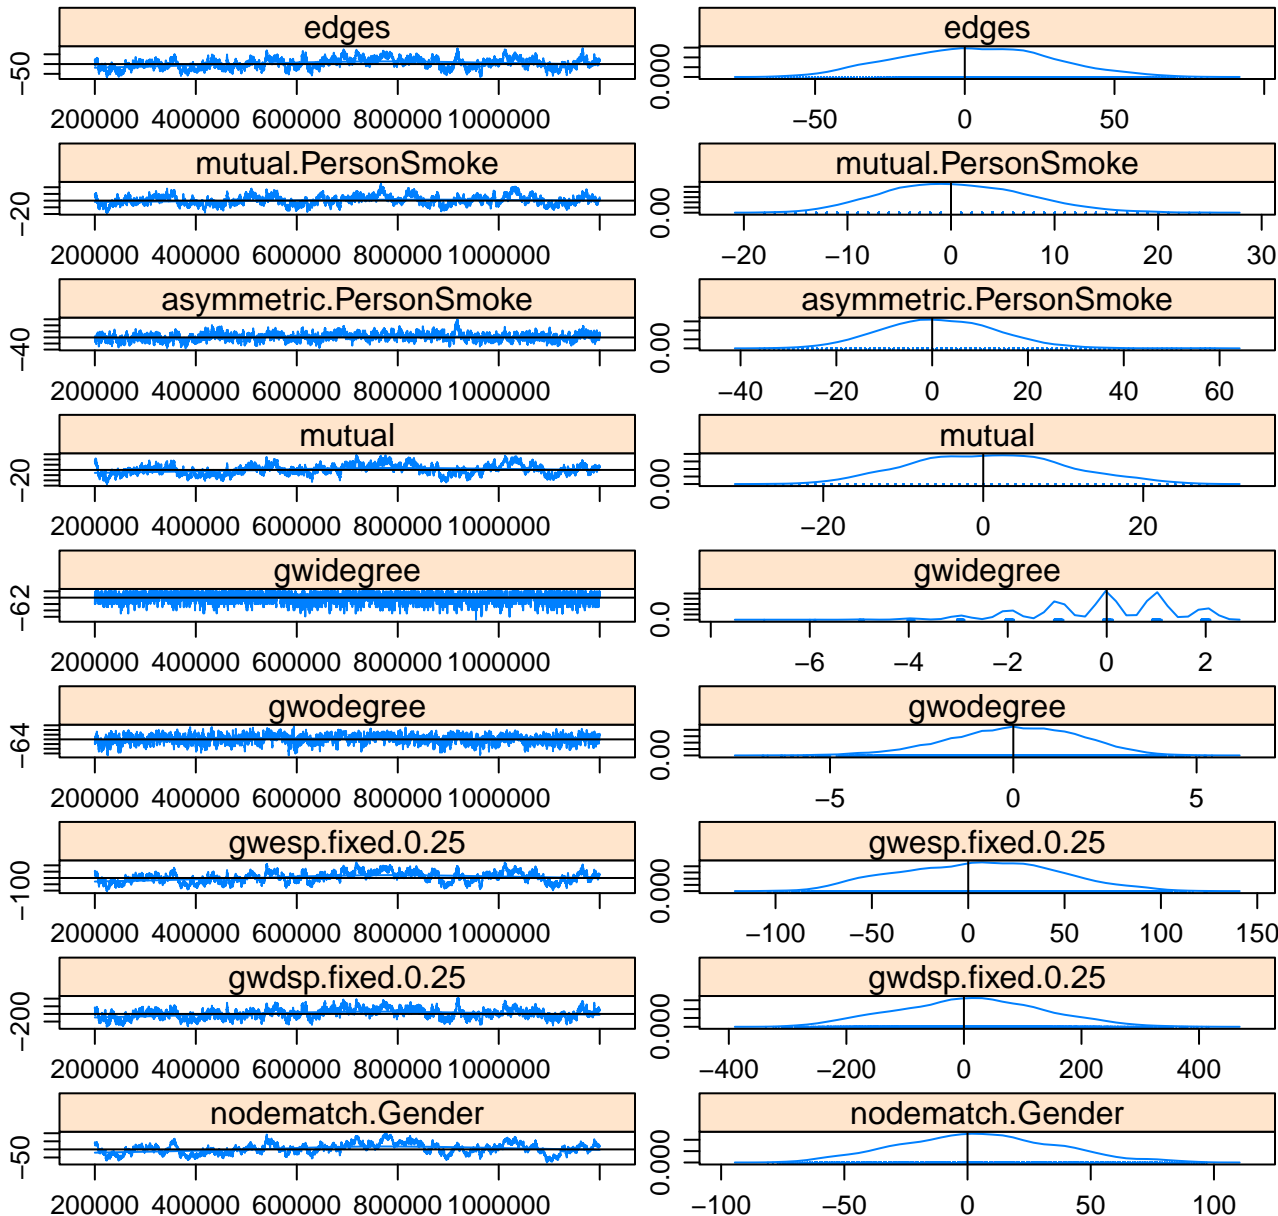 edges edges
-50 0.000
200000 400000 600000 800000 1000000 -50 0 50
mutual.PersonSmoke mutual.PersonSmoke
-20 0.00
200000 400000 600000 800000 1000000 -20 -10 0 10 20 30
asymmetric.PersonSmoke asymmetric.PersonSmoke
-40 0.00
200000 400000 600000 800000 1000000 -40 -20 0 20 40 60
mutual mutual
-20 0.00
200000 400000 600000 800000 1000000 -20 0 20
gwidegree gwidegree
-62 0.0
200000 400000 600000 800000 1000000 -6 -4 -2 0 2
gwodegree gwodegree
-64 0.00
200000 400000 600000 800000 1000000 -5 0 5
gwesp.fixed.0.25 gwesp.fixed.0.25
-100 0.000
200000 400000 600000 800000 1000000 -100 -50 0 50 100 150
gwdsp.fixed.0.25 gwdsp.fixed.0.25
-200 0.000
200000 400000 600000 800000 1000000 -400 -200 0 200 400
nodematch.Gender nodematch.Gender
-50 0.000
200000 400000 600000 800000 1000000 -100 -50 0 50 100